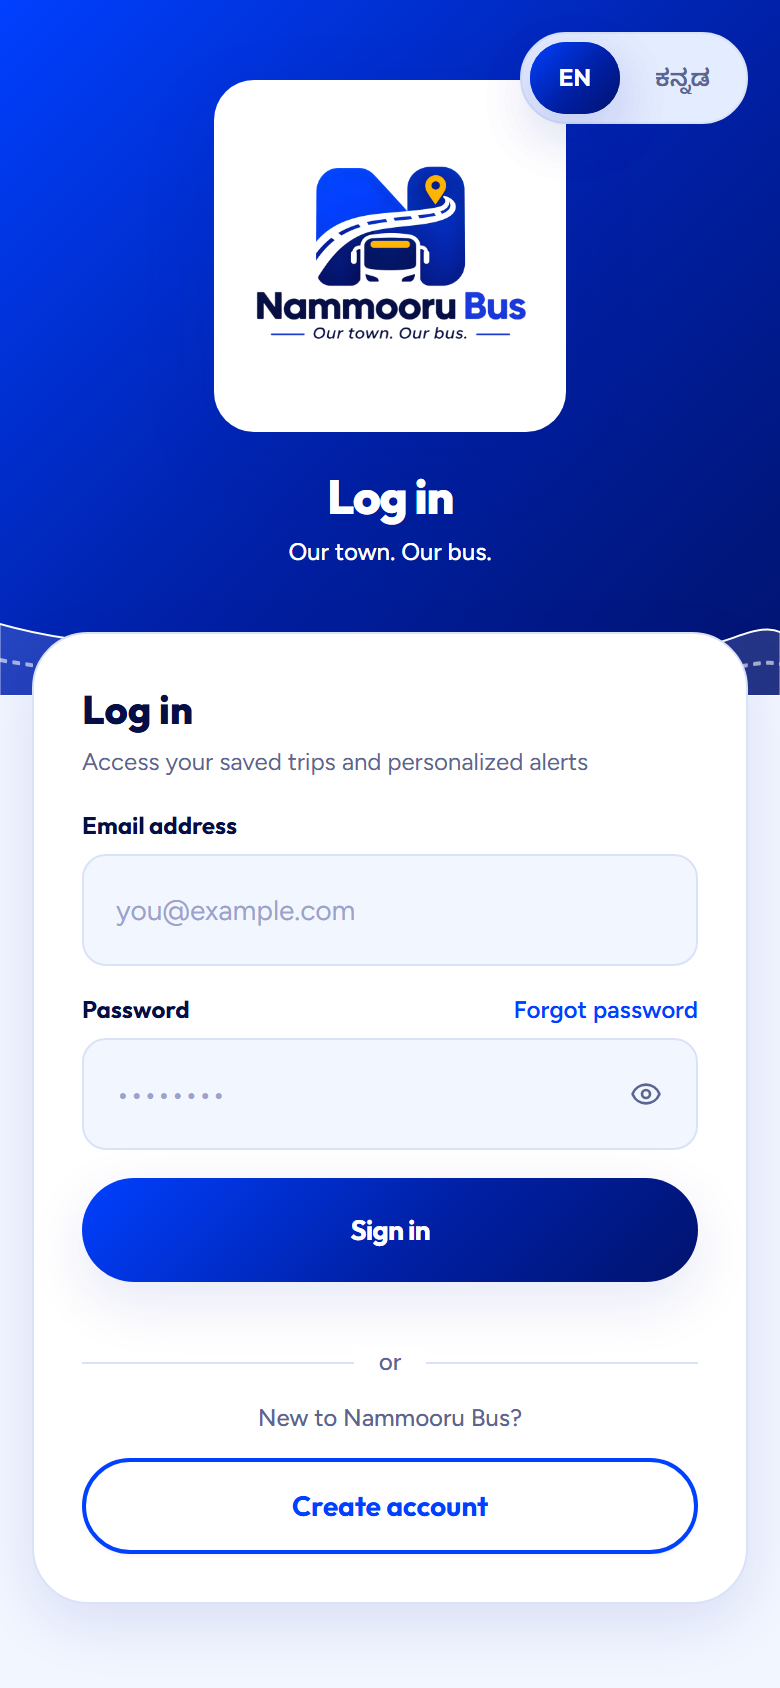 EN
ಕನ್ನಡ
Nammooru Bus
Our town. Our bus.
Log in
Our town. Our bus.
Log in
Access your saved trips and personalized alerts
Email address
you@example.com
Password
Forgot password
••••••••
Sign in
or
New to Nammooru Bus?
Create account